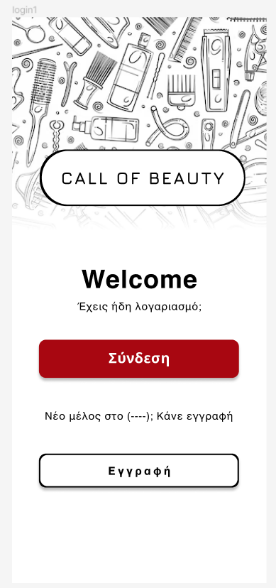 login1
CALL OF BEAUTY
Welcome
Έχεις ήδη λογαριασμό;
Σύνδεση
Νέο μέλος στο (----); Κάνε εγγραφή
Εγγραφή